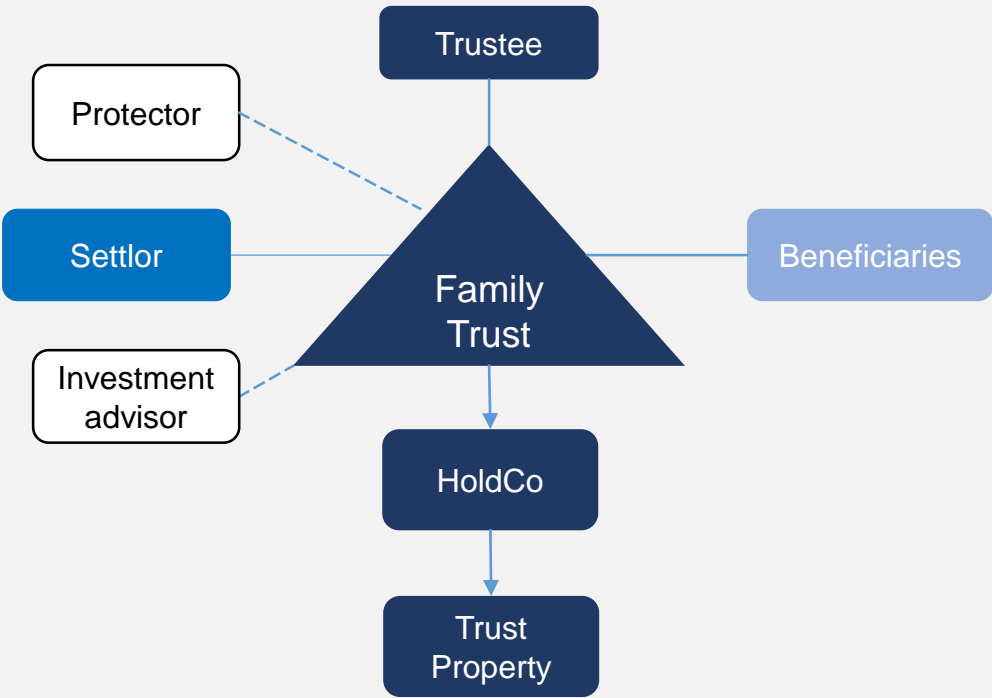 Trustee
Protector
Settlor
Beneficiaries
Family
Trust
Investment
advisor
HoldCo
Trust
Property